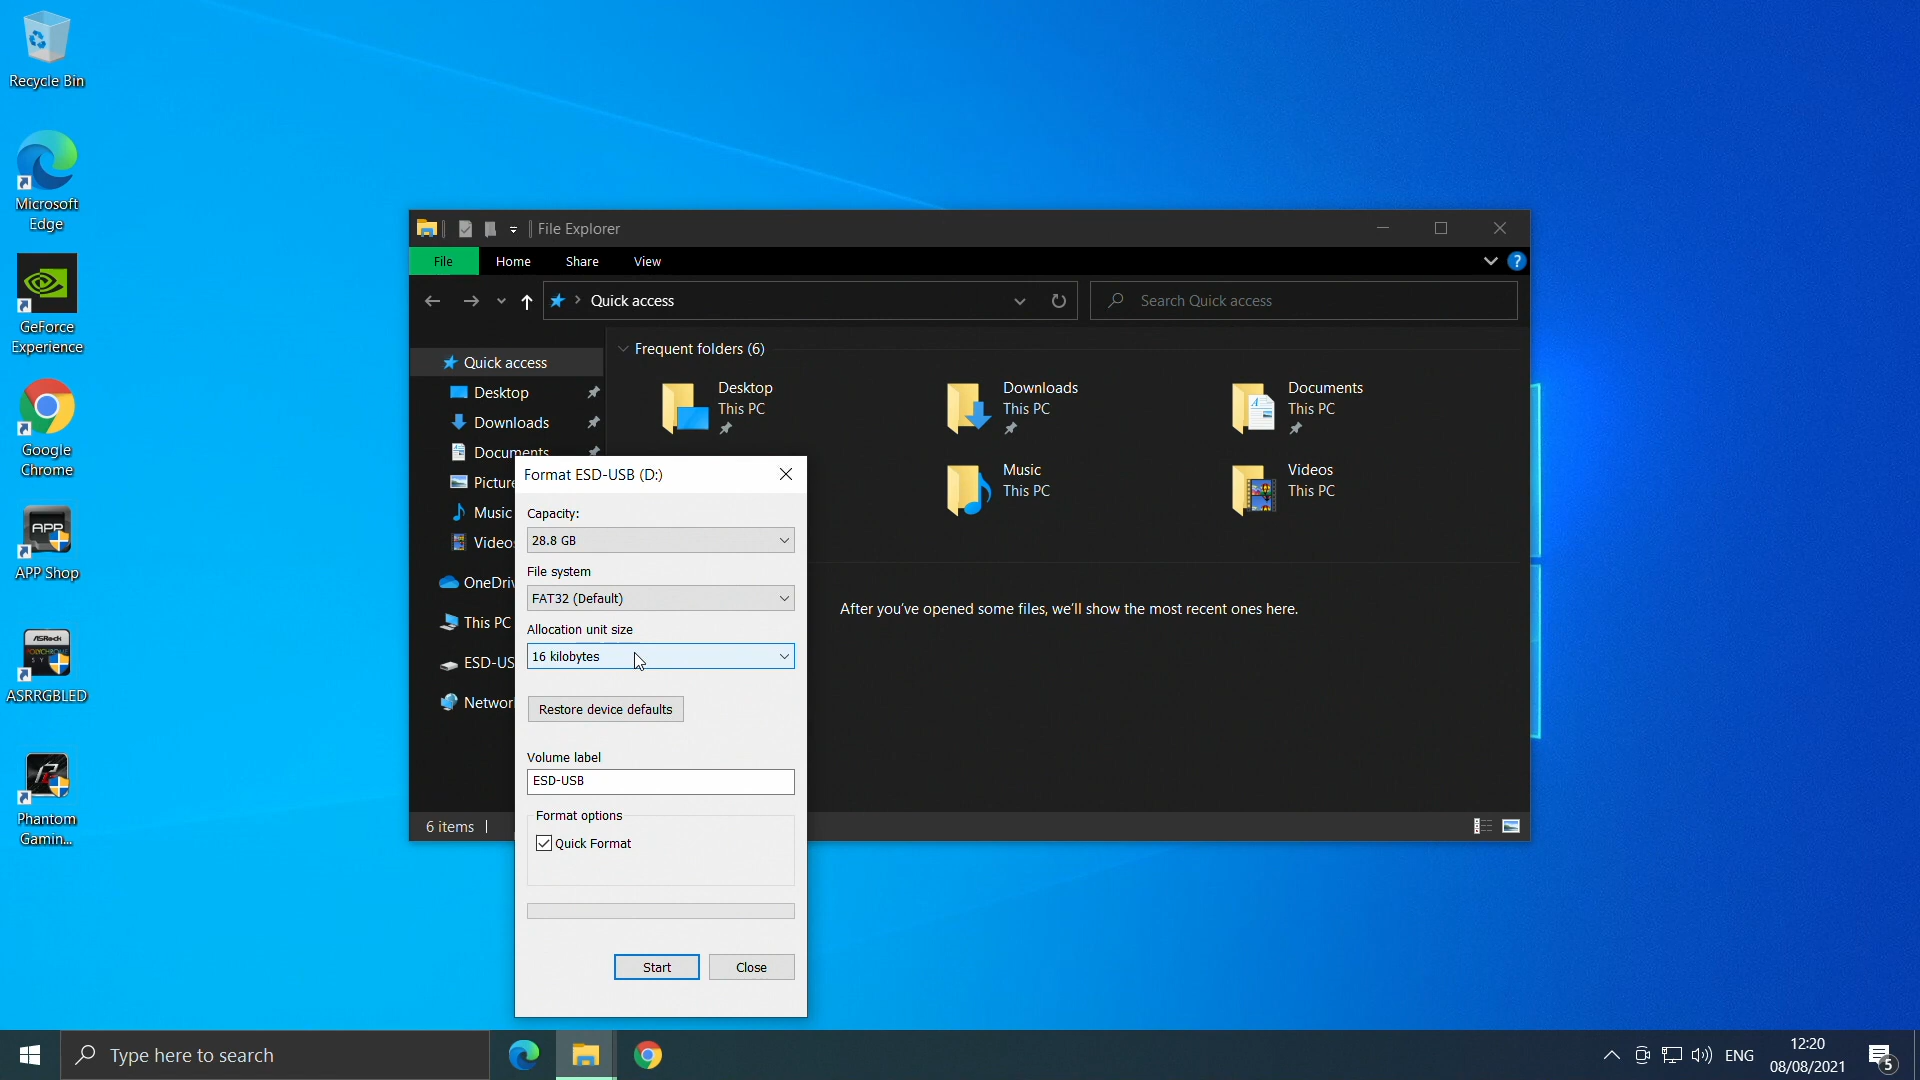 Recycle Bin
Microsoft
Edge
GeForce
Experience
Google
Chrome
APP
APP Shop
ASRock
ASRRGBLED
Phantom
Gamin...
File Explorer
File Home Share View
?
Quick access
Search Quick access
Quick access
Desktop
Downloads
Documents
Picture
Music
Videos
OneDriv
This PC
ESD-US
Networ
Frequent folders (6)
Desktop
This PC
Downloads
This PC
Documents
This PC
Music
This PC
Videos
This PC
After you've opened some files, we'll show the most recent ones here.
6 items
Format ESD-USB (D:)
Capacity:
28.8 GB
File system
FAT32 (Default)
Allocation unit size
16 kilobytes
Restore device defaults
Volume label
ESD-USB
Format options
Quick Format
Start Close
Type here to search
ENG
12:20
08/08/2021
5